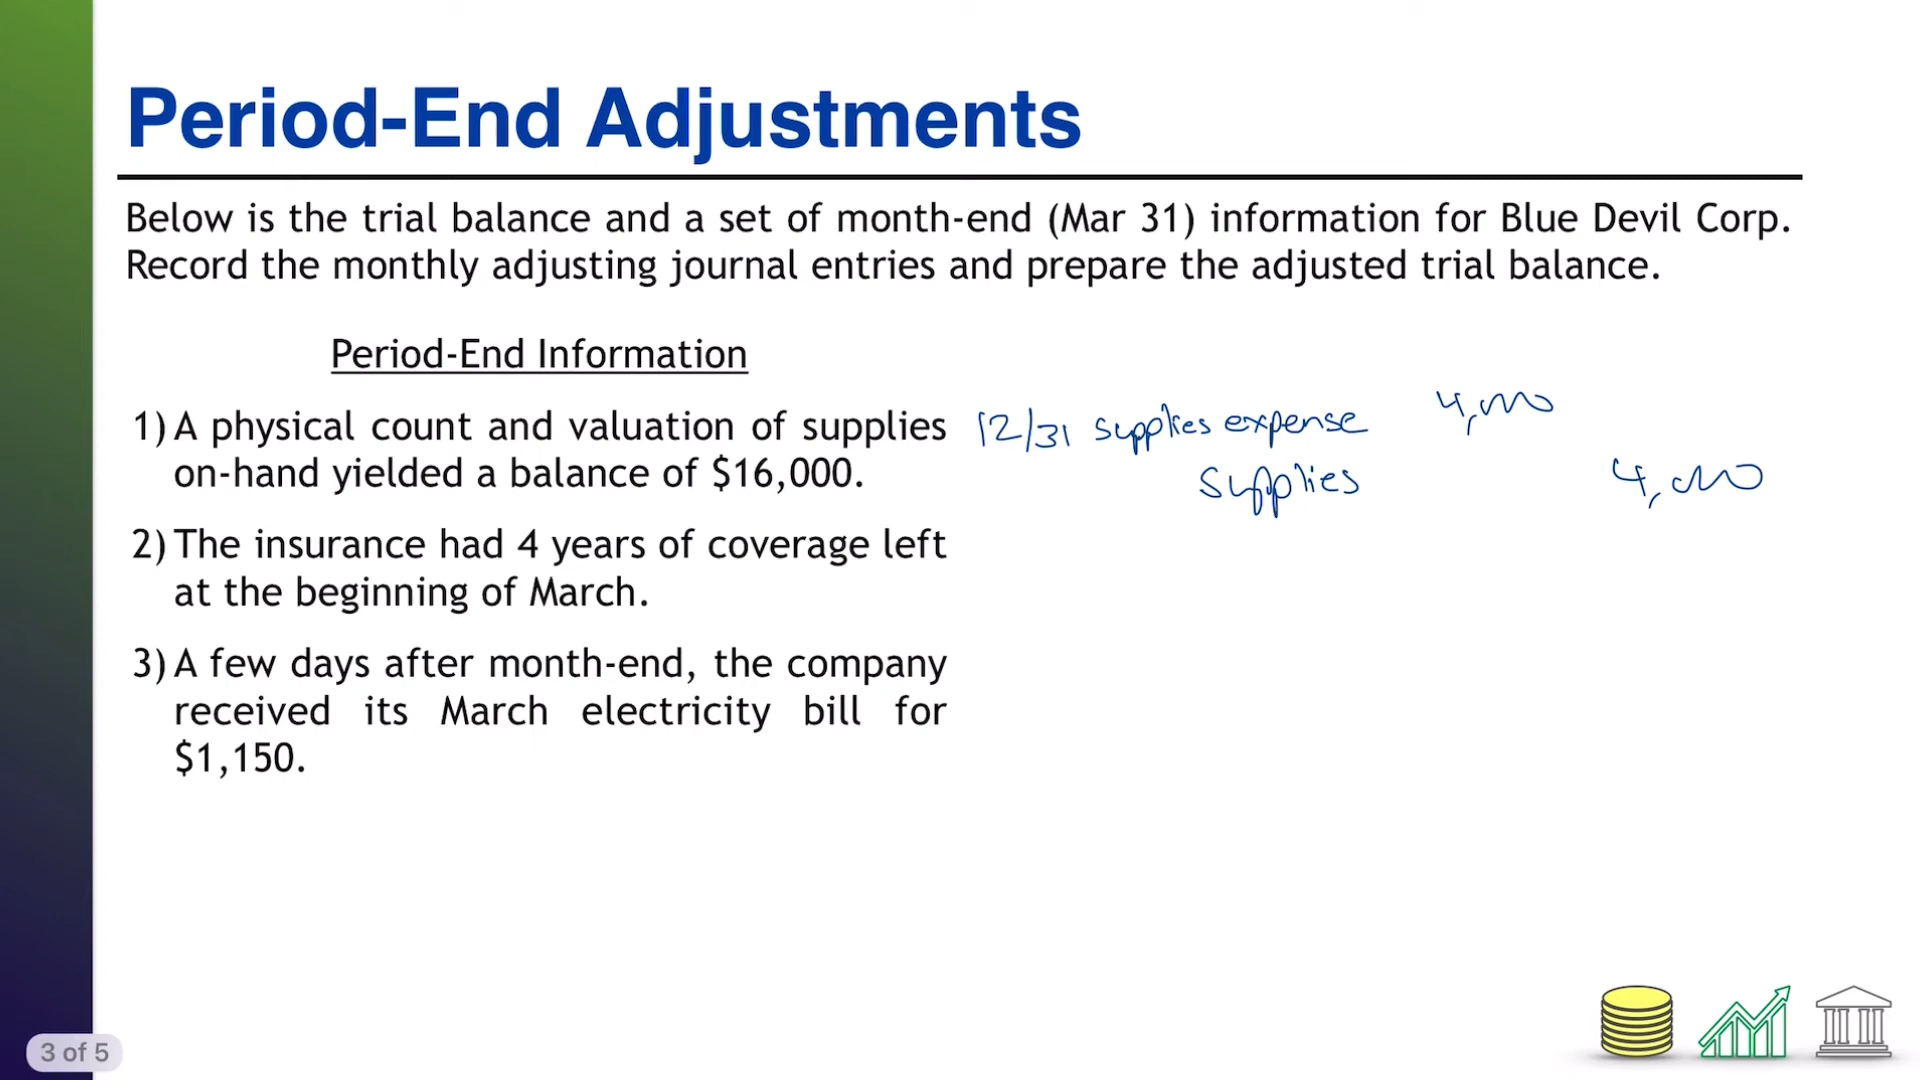 Period-End Adjustments
Below is the trial balance and a set of month-end (Mar 31) information for Blue Devil Corp.
Record the monthly adjusting journal entries and prepare the adjusted trial balance.
Period-End Information
1) A physical count and valuation of supplies
on-hand yielded a balance of $16,000.
12/31 supplies expense 4,000
supplies 4,000
2) The insurance had 4 years of coverage left
at the beginning of March.
3) A few days after month-end, the company
received its March electricity bill for
$1,150.
3 of 5